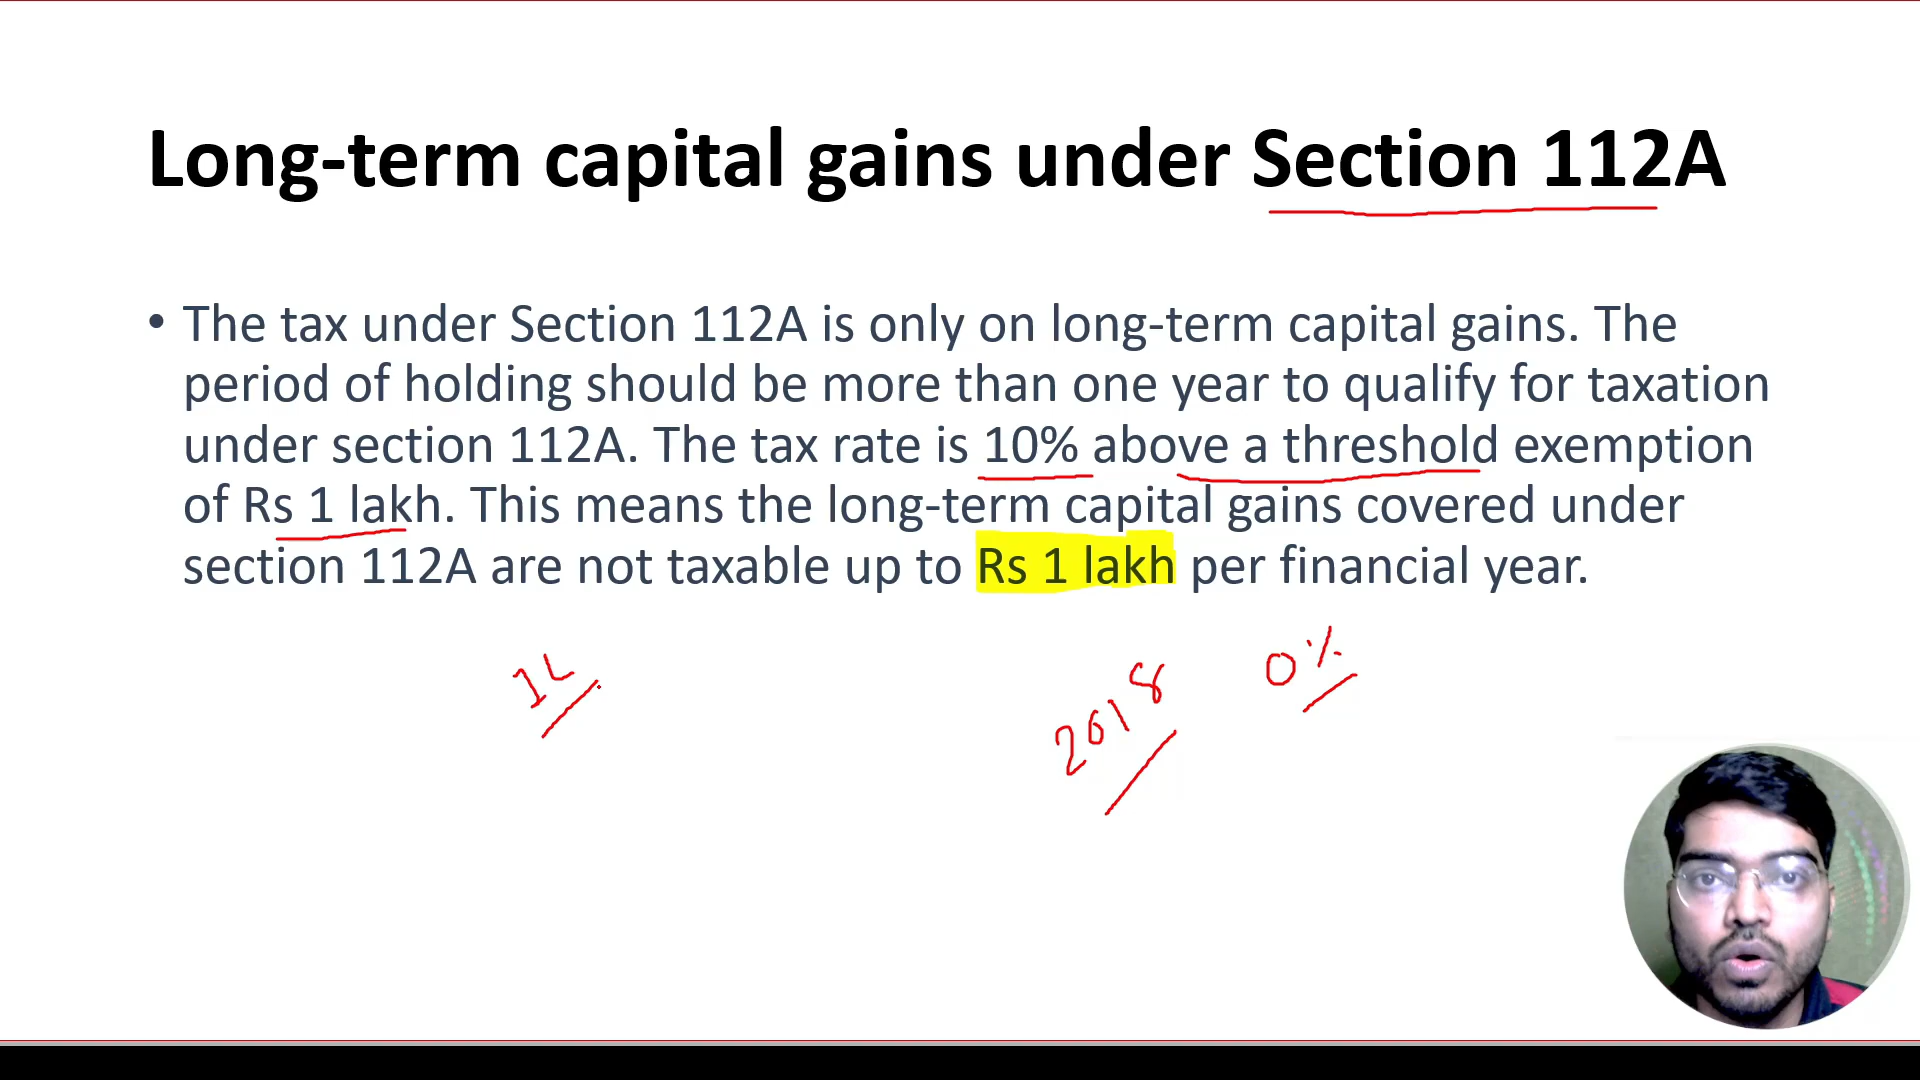 Long-term capital gains under Section 112A
• The tax under Section 112A is only on long-term capital gains. The
period of holding should be more than one year to qualify for taxation
under section 112A. The tax rate is 10% above a threshold exemption
of Rs 1 lakh. This means the long-term capital gains covered under
section 112A are not taxable up to Rs 1 lakh per financial year.
1L
2018
0%